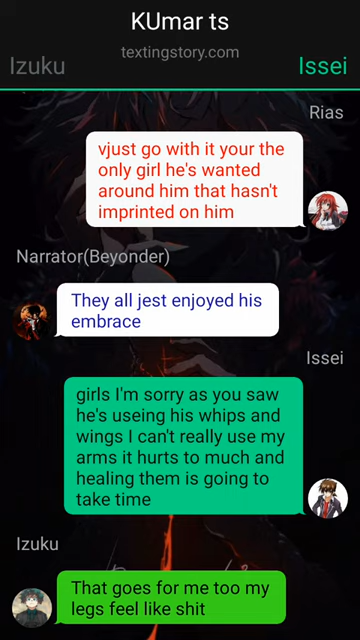 KUmar ts
textingstory.com
Izuku
Issei
Rias
vjust go with it your the
only girl he's wanted
around him that hasn't
imprinted on him
Narrator(Beyonder)
They all jest enjoyed his
embrace
Issei
girls I'm sorry as you saw
he's useing his whips and
wings I can't really use my
arms it hurts to much and
healing them is going to
take time
Izuku
That goes for me too my
legs feel like shit